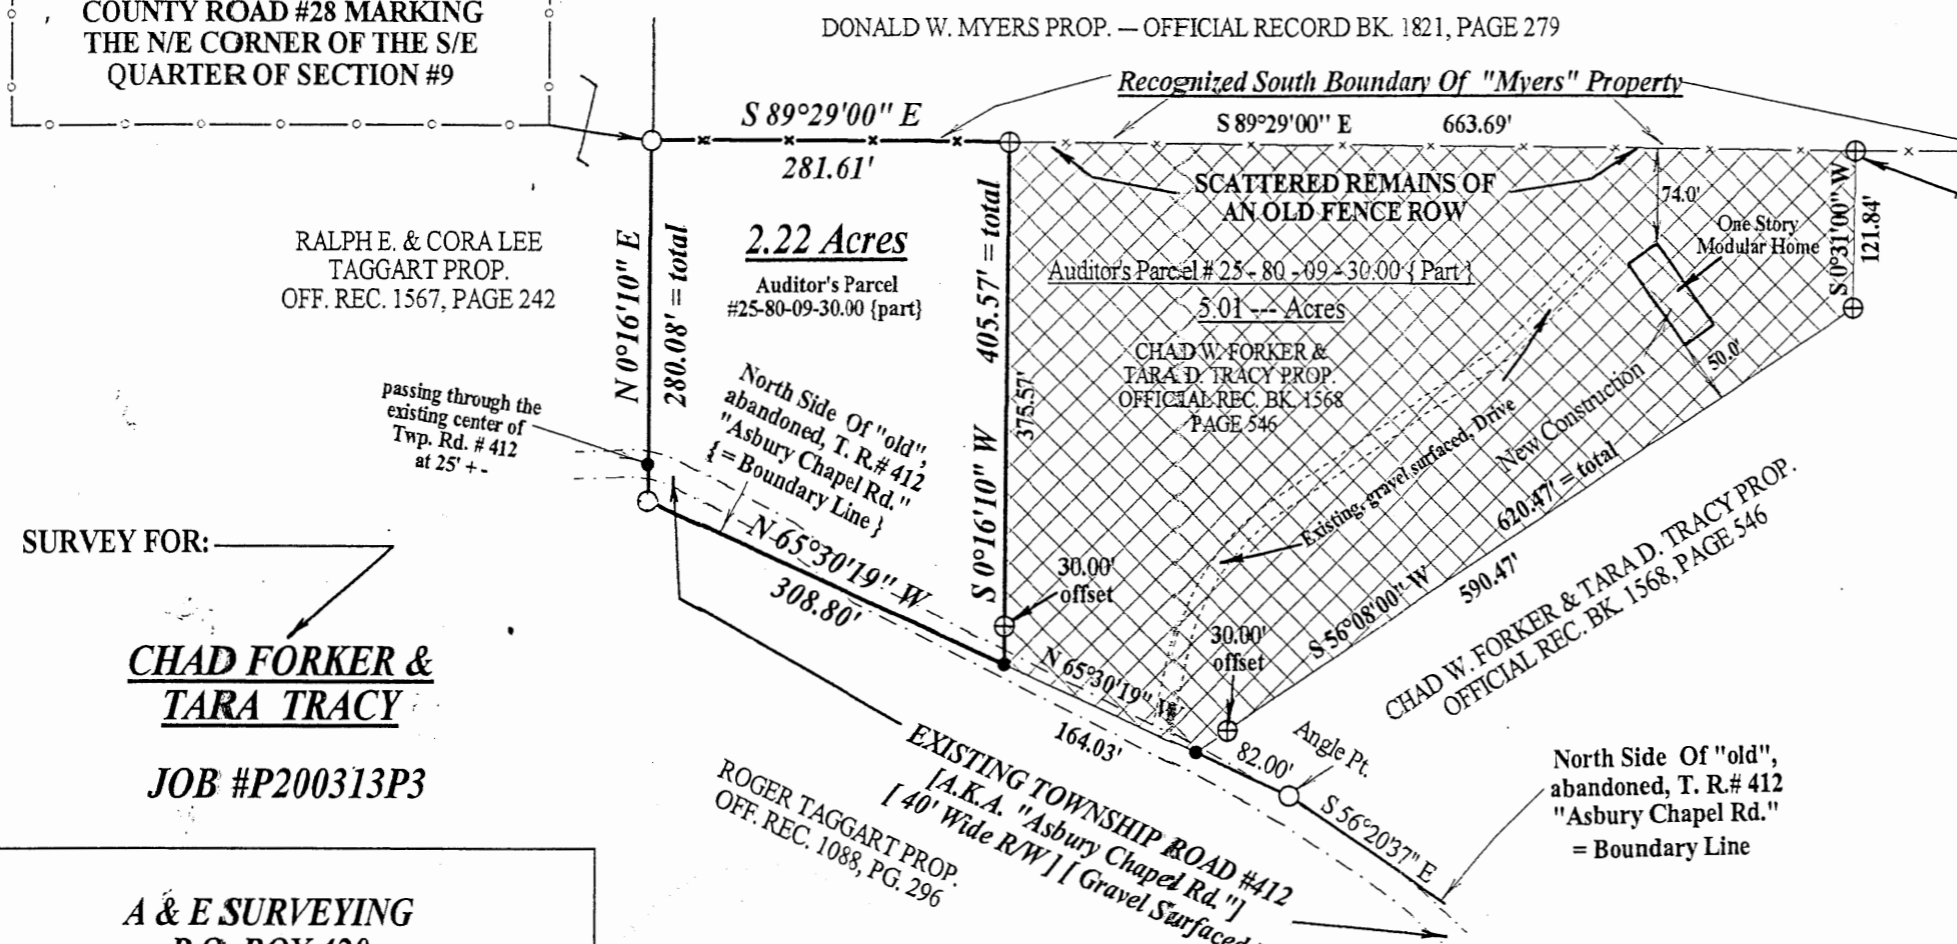 COUNTY ROAD #28 MARKING
THE N/E CORNER OF THE S/E
QUARTER OF SECTION #9
DONALD W. MYERS PROP. — OFFICIAL RECORD BK. 1821, PAGE 279
Recognized South Boundary Of "Myers" Property
S 89°29'00" E
281.61'
S 89°29'00" E 663.69'
SCATTERED REMAINS OF
AN OLD FENCE ROW
74.0'
One Story
Modular Home
S 0°31'00" W
121.84'
RALPH E. & CORA LEE
TAGGART PROP.
OFF. REC. 1567, PAGE 242
N 0°16'10" E
280.08' = total
2.22 Acres
Auditor's Parcel
#25-80-09-30.00 {part}
405.57' = total
S 0°16'10" W
375.57'
Auditor's Parcel # 25 - 80 - 09 - 30.00 { Part }
5.01 --- Acres
CHAD W. FORKER &
TARA D. TRACY PROP.
OFFICIAL REC. BK. 1568
PAGE 546
50.0'
New Construction
Existing, gravel surfaced, Drive
620.47' = total
S 56°08'00" W
590.47'
CHAD W. FORKER & TARA D. TRACY PROP.
OFFICIAL REC. BK. 1568, PAGE 546
passing through the
existing center of
Twp. Rd. # 412
at 25' + -
North Side Of "old",
abandoned, T. R.# 412
"Asbury Chapel Rd."
{ = Boundary Line }
N 65°30'19" W
308.80'
30.00'
offset
30.00'
offset
N 65°30'19" W
164.03'
82.00'
Angle Pt.
S 56°20'37" E
North Side Of "old",
abandoned, T. R.# 412
"Asbury Chapel Rd."
= Boundary Line
SURVEY FOR:
CHAD FORKER &
TARA TRACY
JOB #P200313P3
EXISTING TOWNSHIP ROAD #412
[A.K.A. "Asbury Chapel Rd."]
[ 40' Wide R/W ] [ Gravel Surfaced
ROGER TAGGART PROP.
OFF. REC. 1088, PG. 296
A & E SURVEYING
P.O. BOX 420